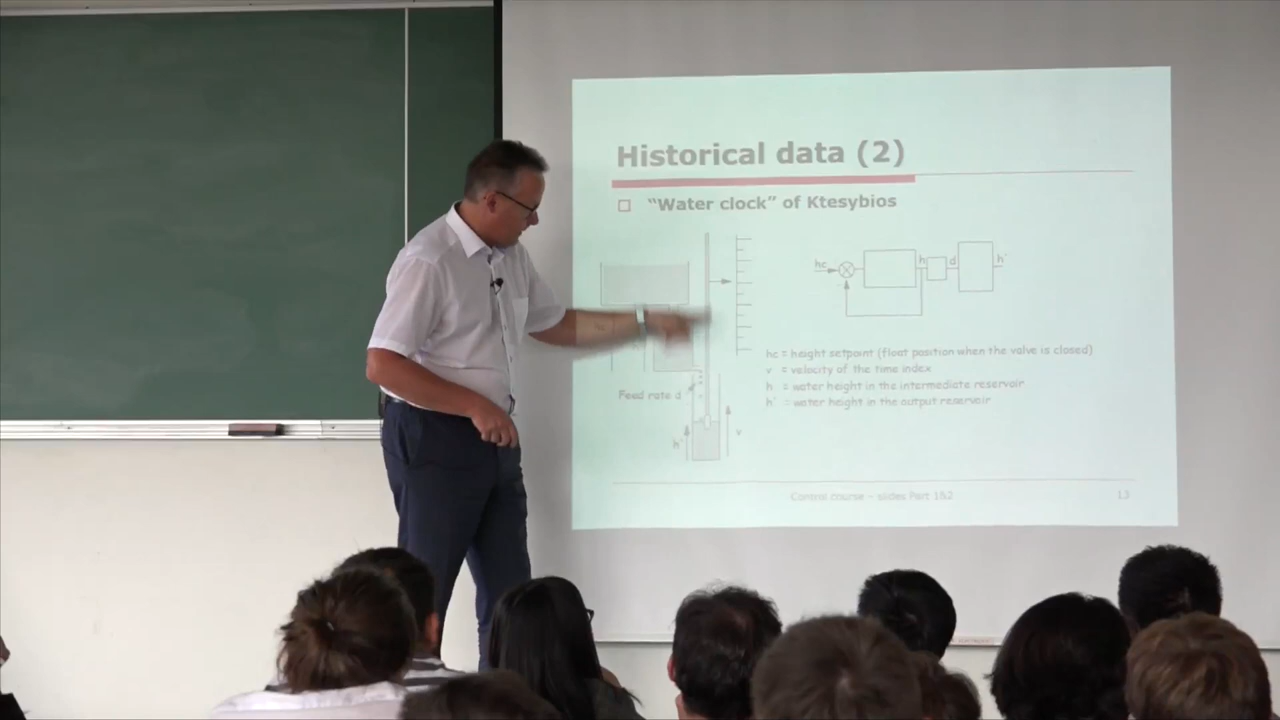 Historical data (2)
“Water clock” of Ktesybios
hc
h
d
h'
hc = height setpoint (float position when the valve is closed)
v = velocity of the time index
h = water height in the intermediate reservoir
h' = water height in the output reservoir
Feed rate d
h'
v
Control course – slides Part 1&2
13